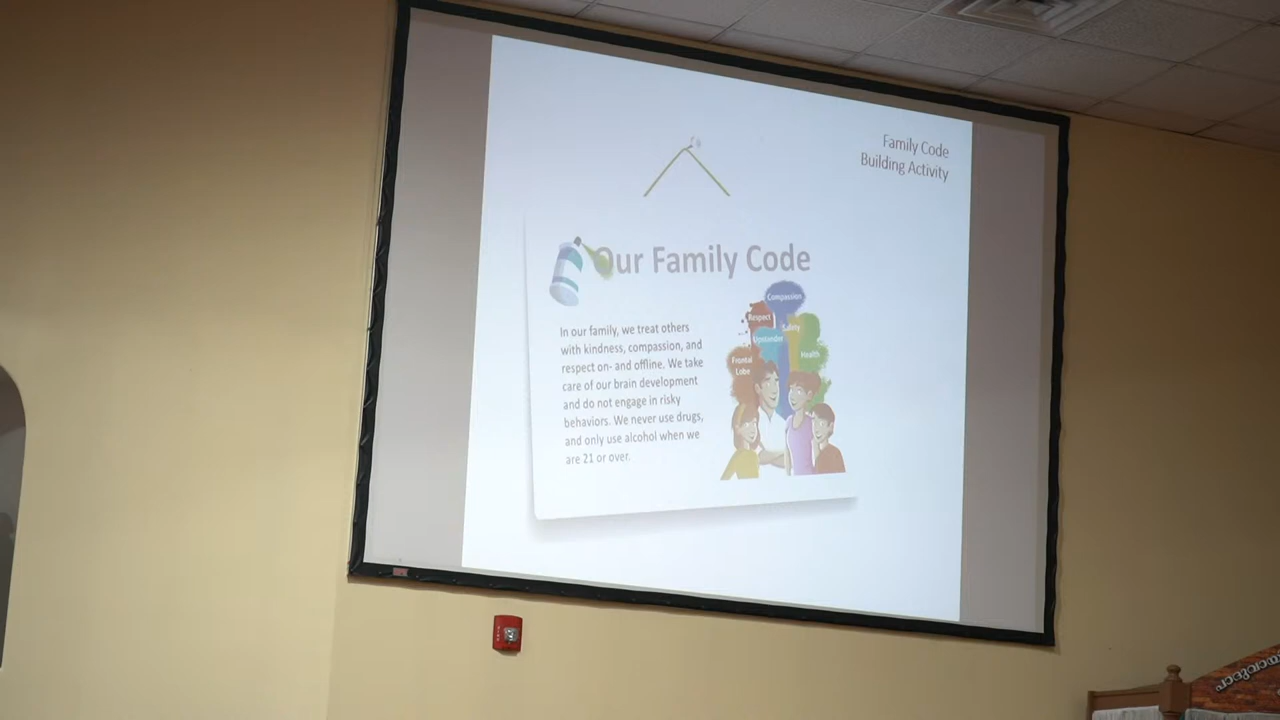 Family Code
Building Activity
Our Family Code
In our family, we treat others
with kindness, compassion, and
respect on- and offline. We take
care of our brain development
and do not engage in risky
behaviors. We never use drugs,
and only use alcohol when we
are 21 or over.
Compassion
Respect
Safety
Upstander
Health
Frontal
Lobe